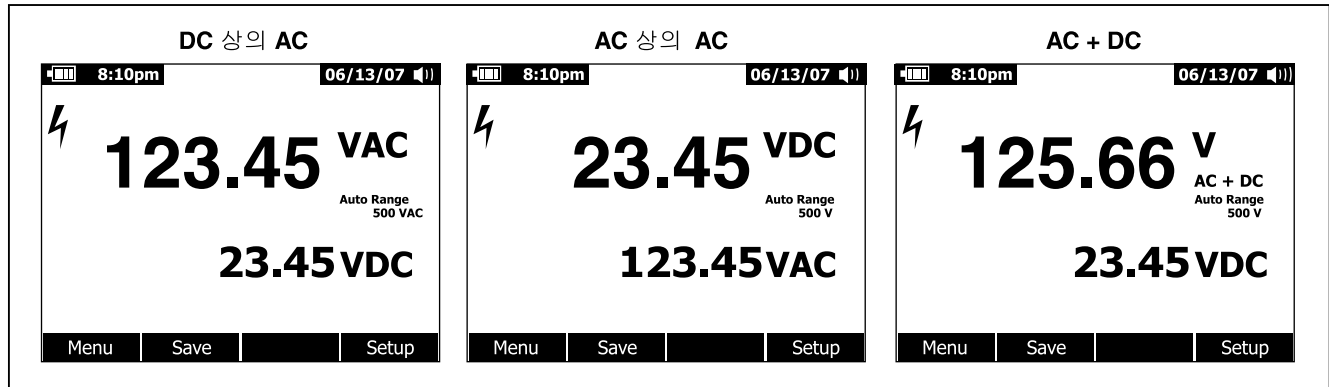 DC 상의 AC
8:10pm 06/13/07
123.45 VAC
Auto Range
500 VAC
23.45 VDC
Menu Save Setup
AC 상의 AC
8:10pm 06/13/07
23.45 VDC
Auto Range
500 V
123.45 VAC
Menu Save Setup
AC + DC
8:10pm 06/13/07
125.66 V
AC + DC
Auto Range
500 V
23.45 VDC
Menu Save Setup